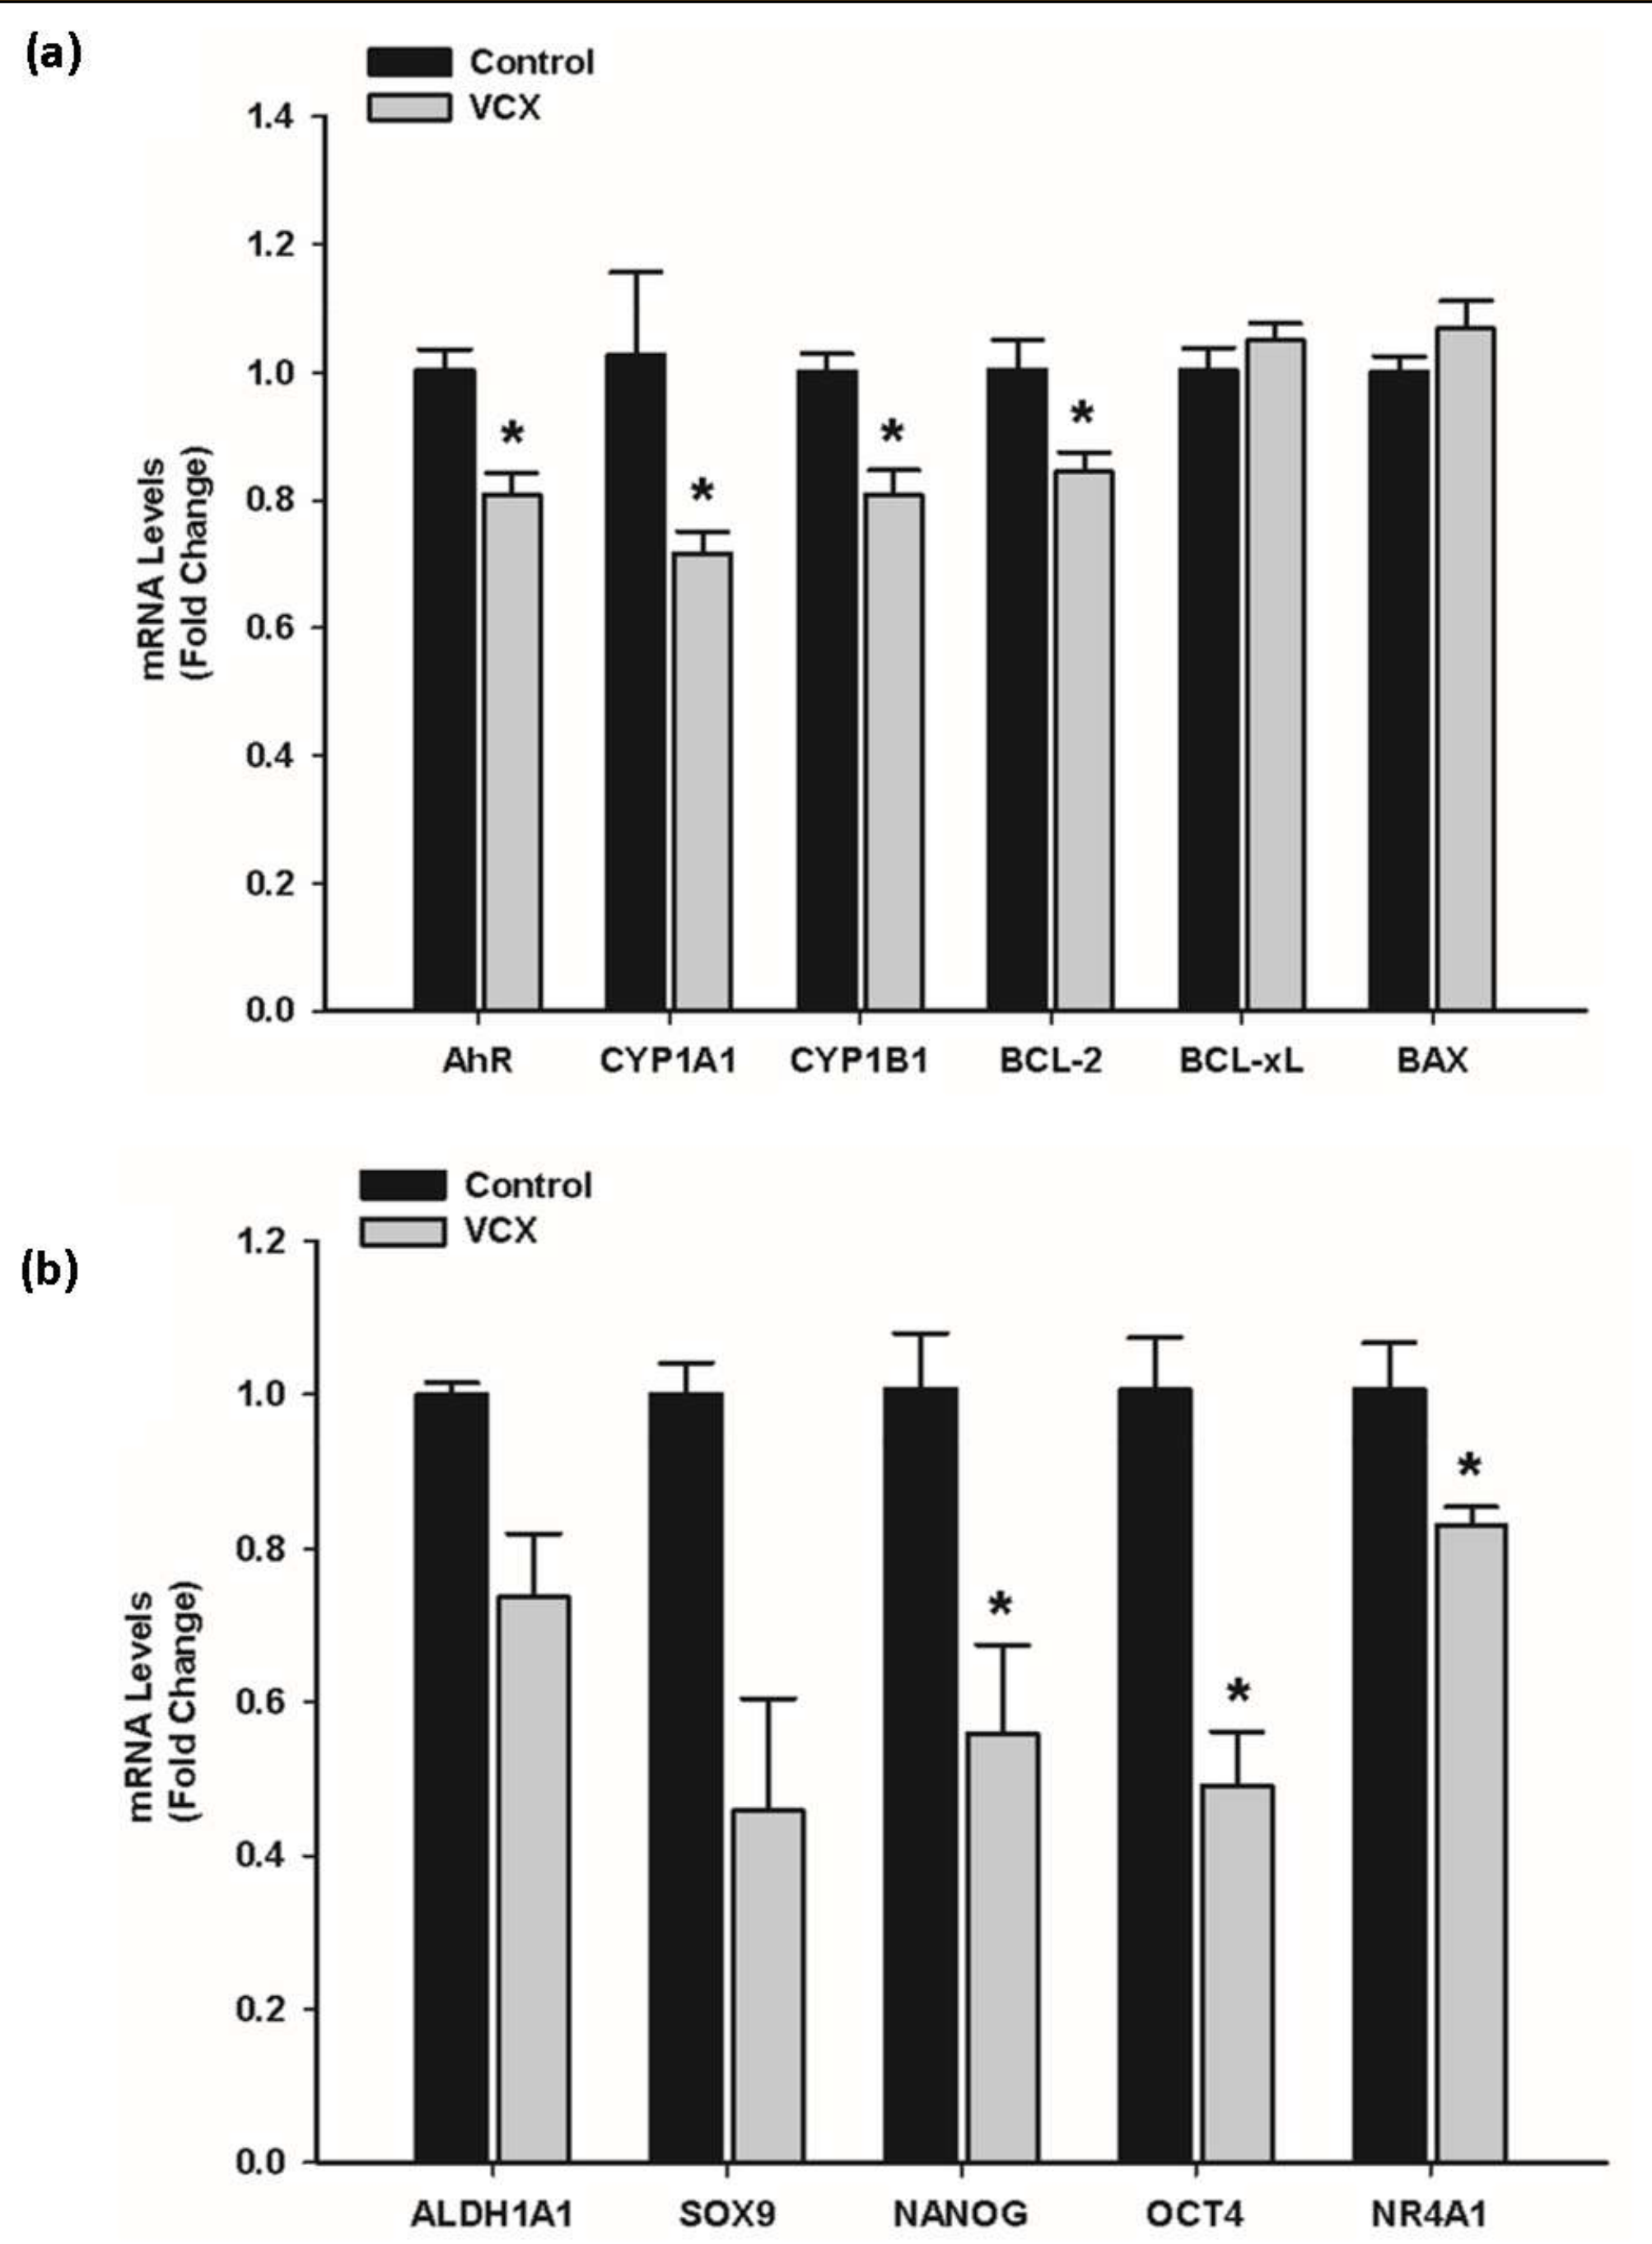 (a)
Control
VCX
1.4
1.2
1.0
0.8
0.6
0.4
0.2
0.0
mRNA Levels
(Fold Change)
*
*
*
*
AhR CYP1A1 CYP1B1 BCL-2 BCL-xL BAX
(b)
Control
VCX
1.2
1.0
0.8
0.6
0.4
0.2
0.0
mRNA Levels
(Fold Change)
*
*
*
ALDH1A1 SOX9 NANOG OCT4 NR4A1